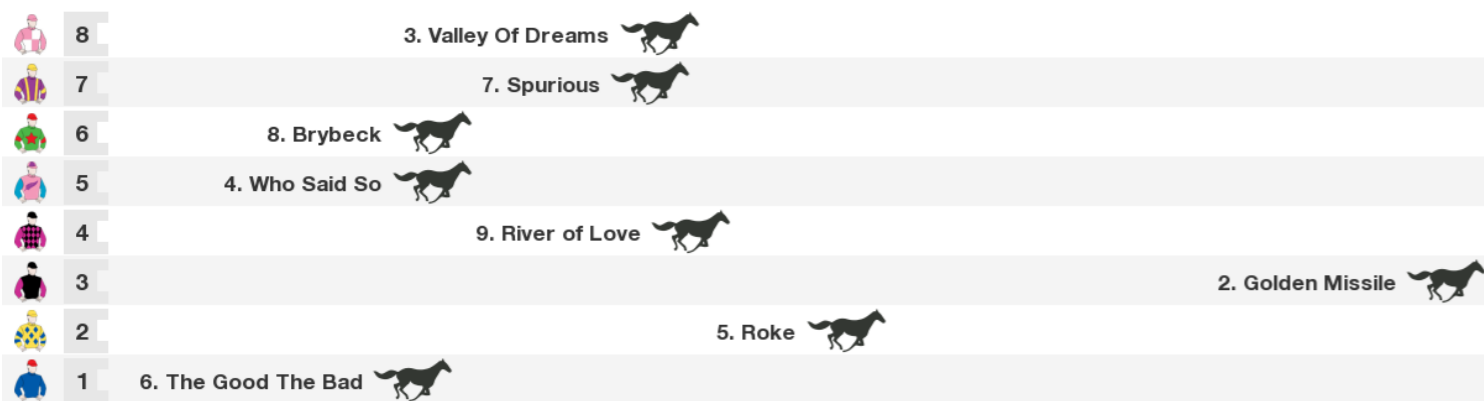 8 3. Valley Of Dreams
7 7. Spurious
6 8. Brybeck
5 4. Who Said So
4 9. River of Love
3 2. Golden Missile
2 5. Roke
1 6. The Good The Bad